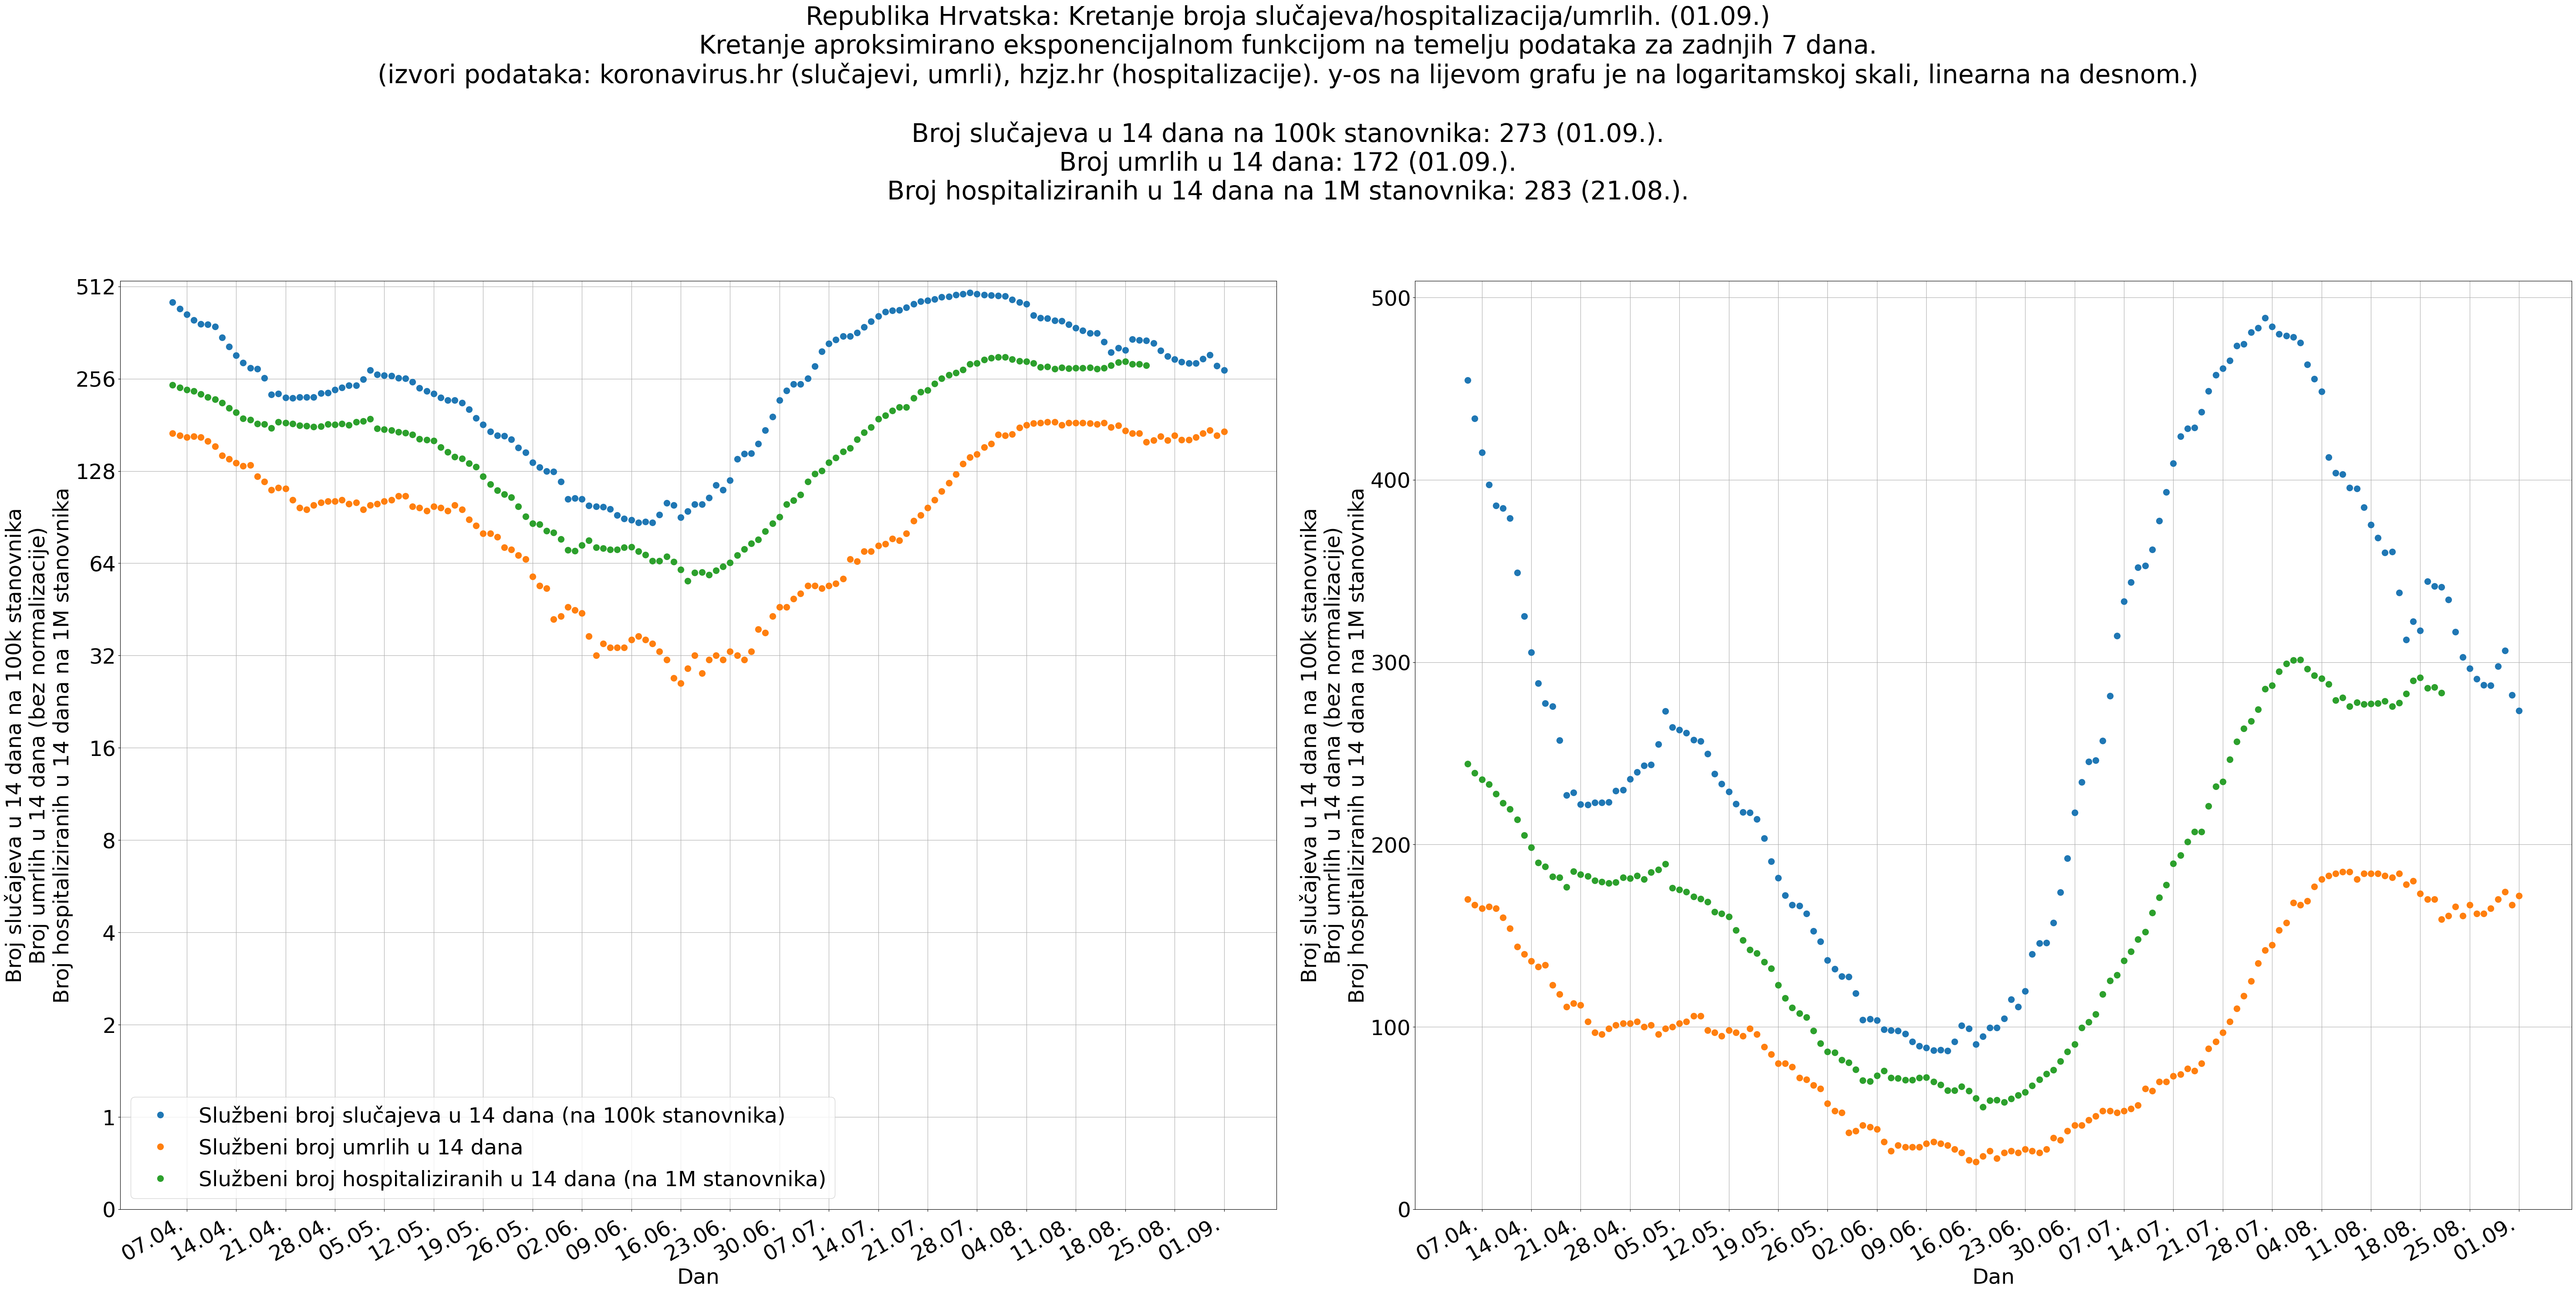 Republika Hrvatska: Kretanje broja slučajeva/hospitalizacija/umrlih. (01.09.)
Kretanje aproksimirano eksponencijalnom funkcijom na temelju podataka za zadnjih 7 dana.
(izvori podataka: koronavirus.hr (slučajevi, umrli), hzjz.hr (hospitalizacije). y-os na lijevom grafu je na logaritamskoj skali, linearna na desnom.)
Broj slučajeva u 14 dana na 100k stanovnika: 273 (01.09.).
Broj umrlih u 14 dana: 172 (01.09.).
Broj hospitaliziranih u 14 dana na 1M stanovnika: 283 (21.08.).
Broj slučajeva u 14 dana na 100k stanovnika
Broj umrlih u 14 dana (bez normalizacije)
Broj hospitaliziranih u 14 dana na 1M stanovnika
512
256
128
64
32
16
8
4
2
1
0
Službeni broj slučajeva u 14 dana (na 100k stanovnika)
Službeni broj umrlih u 14 dana
Službeni broj hospitaliziranih u 14 dana (na 1M stanovnika)
07.04. 14.04. 21.04. 28.04. 05.05. 12.05. 19.05. 26.05. 02.06. 09.06. 16.06. 23.06. 30.06. 07.07. 14.07. 21.07. 28.07. 04.08. 11.08. 18.08. 25.08. 01.09.
Dan
Broj slučajeva u 14 dana na 100k stanovnika
Broj umrlih u 14 dana (bez normalizacije)
Broj hospitaliziranih u 14 dana na 1M stanovnika
500
400
300
200
100
0
07.04. 14.04. 21.04. 28.04. 05.05. 12.05. 19.05. 26.05. 02.06. 09.06. 16.06. 23.06. 30.06. 07.07. 14.07. 21.07. 28.07. 04.08. 11.08. 18.08. 25.08. 01.09.
Dan